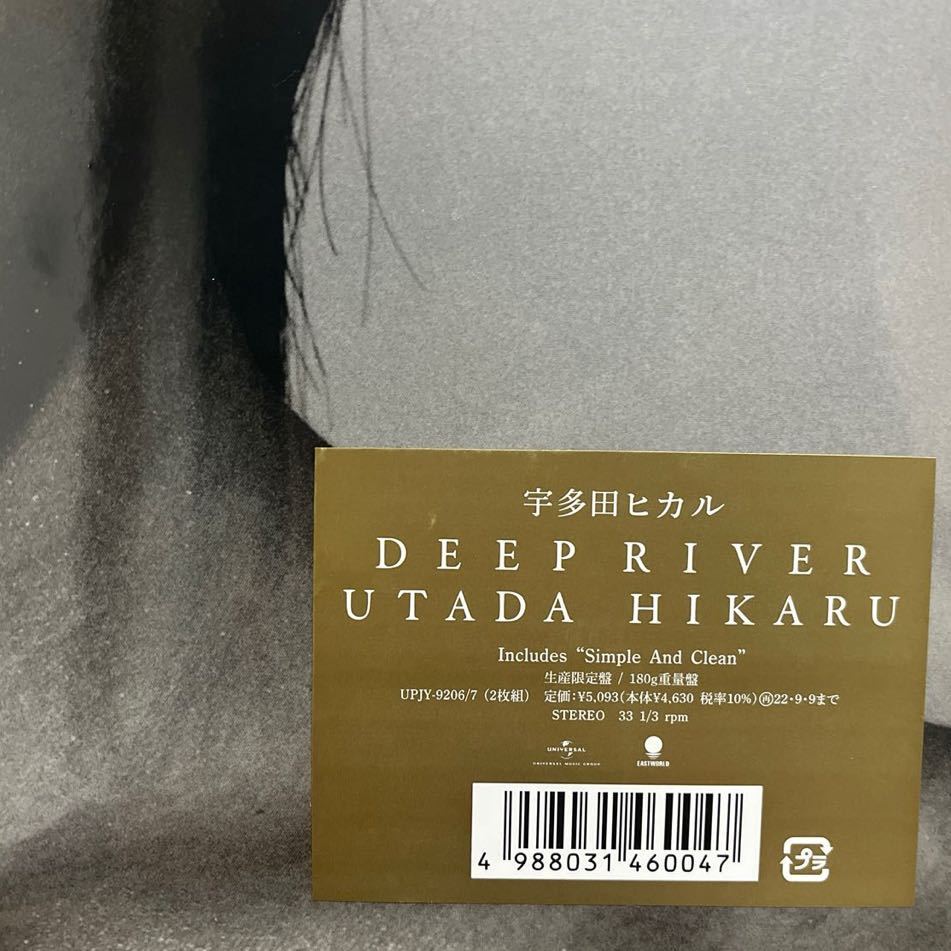 宇多田ヒカル
DEEP RIVER
UTADA HIKARU
Includes “Simple And Clean”
生産限定盤 / 180g重量盤
UPJY-9206/7 (2枚組) 定価:¥5,093(本体¥4,630 税率10%)㊢22・9・9まで
STEREO 33 1/3 rpm
UNIVERSAL
UNIVERSAL MUSIC GROUP
EASTWORLD
4 988031 460047
プラ